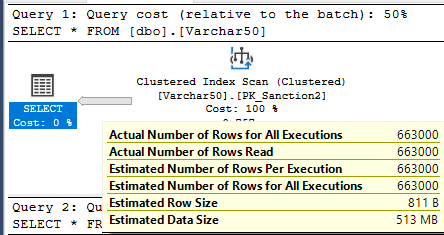 Query 1: Query cost (relative to the batch): 50%
SELECT * FROM [dbo].[Varchar50]
Clustered Index Scan (Clustered)
[Varchar50].[PK_Sanction2]
SELECT
Cost: 0 %
Cost: 100 %
Actual Number of Rows for All Executions 663000
Actual Number of Rows Read 663000
Estimated Number of Rows Per Execution 663000
Estimated Number of Rows for All Executions 663000
Estimated Row Size 811 B
Estimated Data Size 513 MB
Query 2: Qu
SELECT * FR